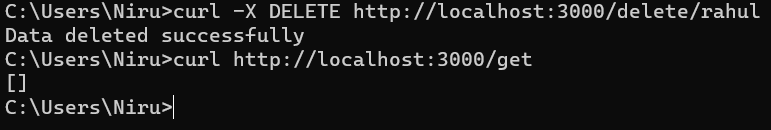 C:\Users\Niru>curl -X DELETE http://localhost:3000/delete/rahul
Data deleted successfully
C:\Users\Niru>curl http://localhost:3000/get
[]
C:\Users\Niru>